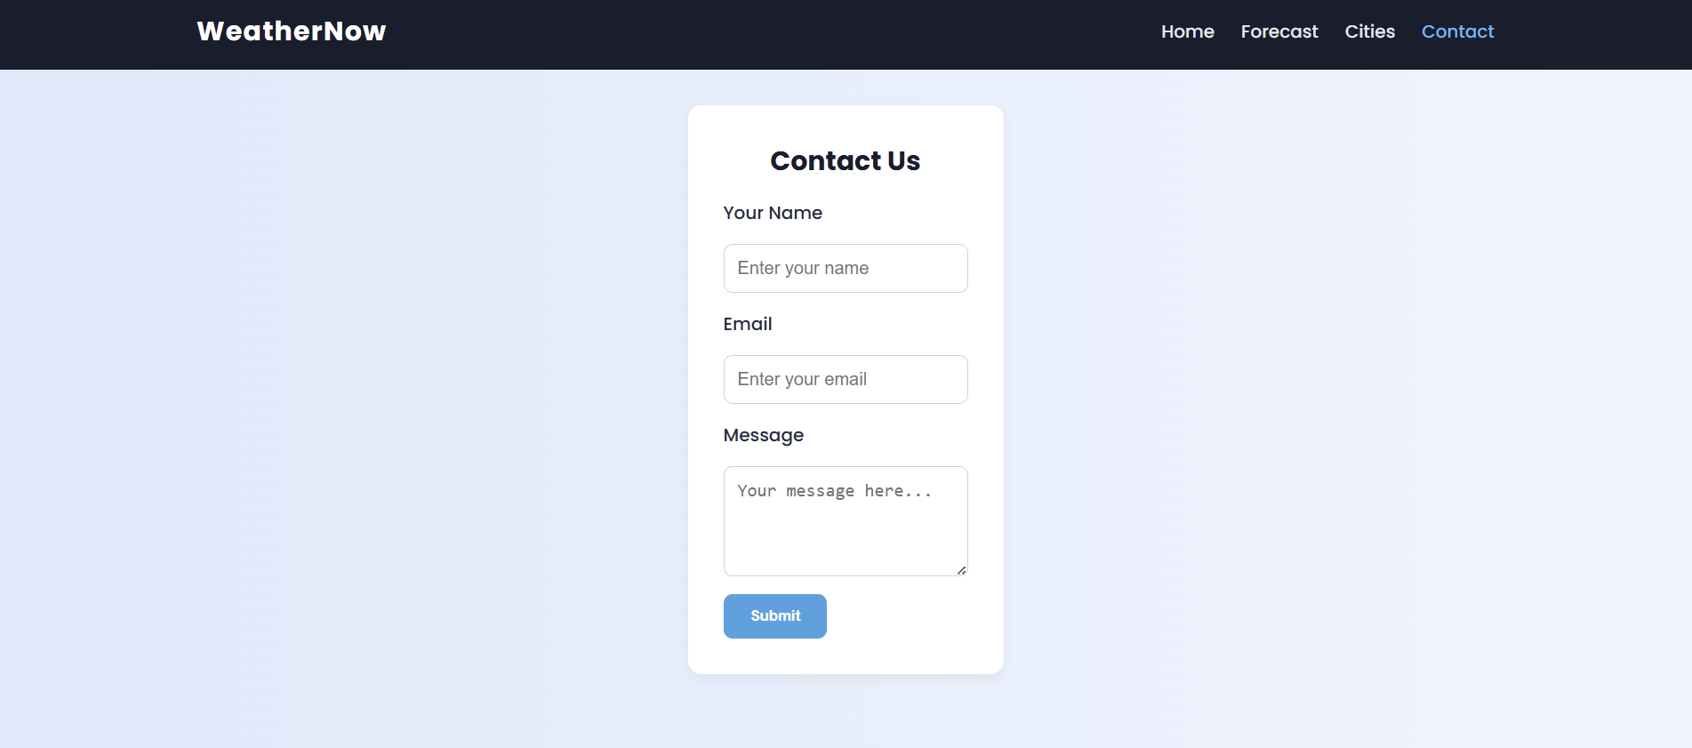 WeatherNow
Home Forecast Cities Contact
Contact Us
Your Name
Enter your name
Email
Enter your email
Message
Your message here...
Submit